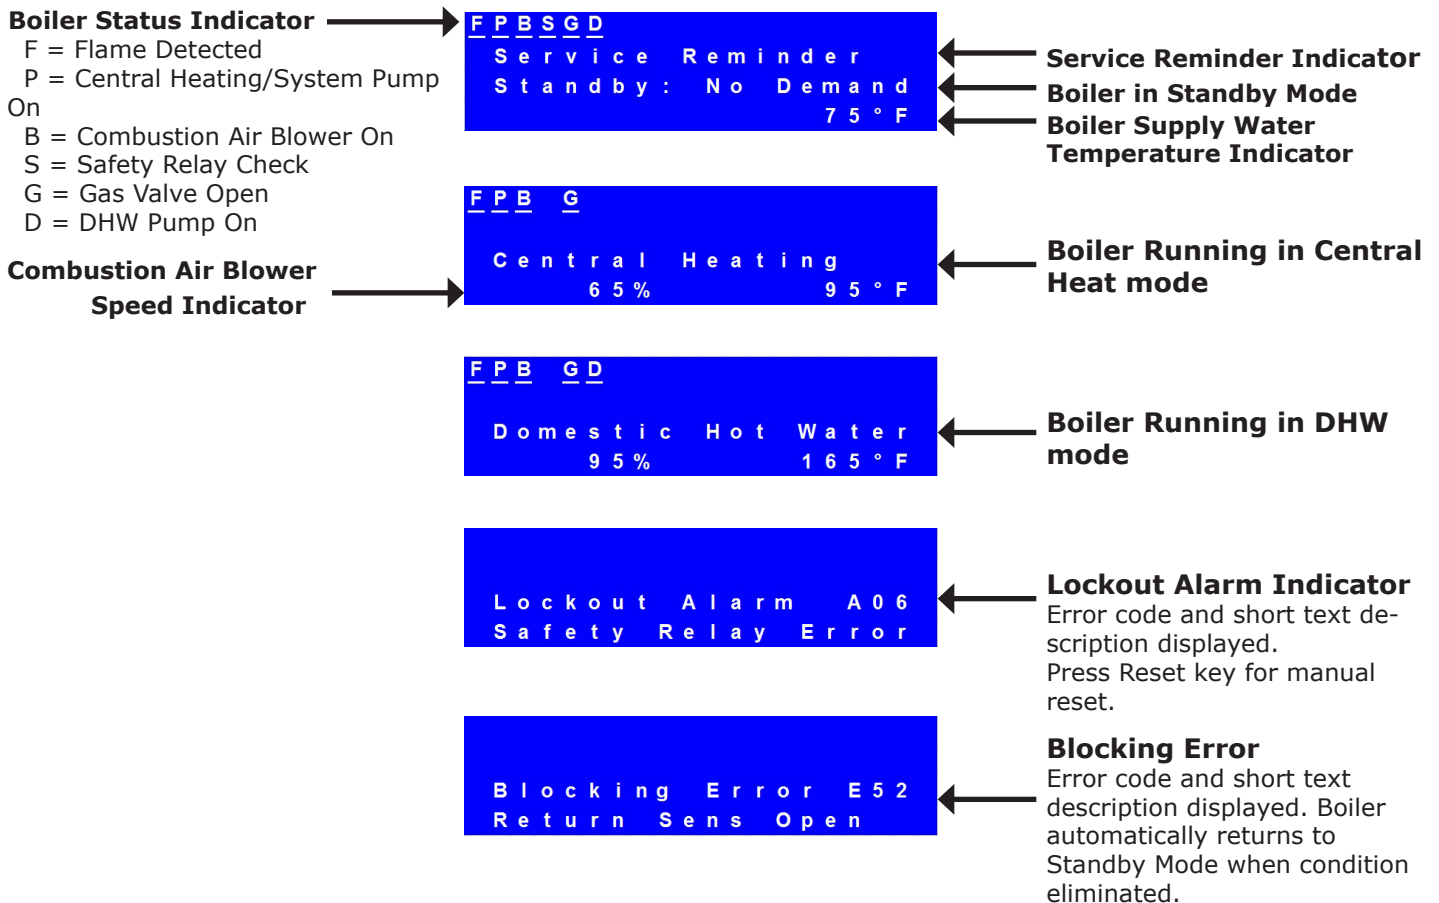 Boiler Status Indicator
F = Flame Detected
P = Central Heating/System Pump
On
B = Combustion Air Blower On
S = Safety Relay Check
G = Gas Valve Open
D = DHW Pump On
Combustion Air Blower
Speed Indicator
F P B S G D
Service Reminder
Standby: No Demand
75°F
Service Reminder Indicator
Boiler in Standby Mode
Boiler Supply Water
Temperature Indicator
F P B G
Central Heating
65% 95°F
Boiler Running in Central
Heat mode
F P B G D
Domestic Hot Water
95% 165°F
Boiler Running in DHW
mode
Lockout Alarm A06
Safety Relay Error
Lockout Alarm Indicator
Error code and short text de-
scription displayed.
Press Reset key for manual
reset.
Blocking Error E52
Return Sens Open
Blocking Error
Error code and short text
description displayed. Boiler
automatically returns to
Standby Mode when condition
eliminated.